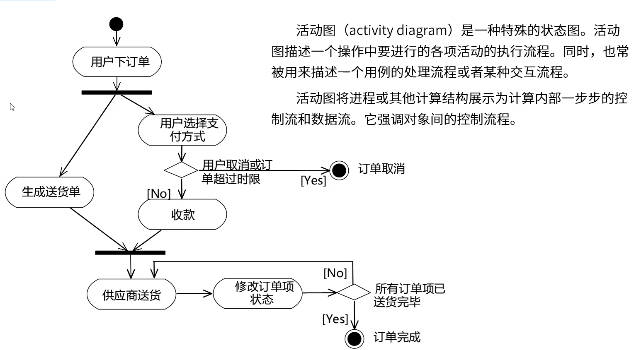 活动图（activity diagram）是一种特殊的状态图。活动
图描述一个操作中要进行的各项活动的执行流程。同时，也常
被用来描述一个用例的处理流程或者某种交互流程。
活动图将进程或其他计算结构展示为计算内部一步步的控
制流和数据流。它强调对象间的控制流程。
用户下订单
用户选择支
付方式
用户取消或订
单超过时限
[Yes]
订单取消
[No]
生成送货单
收款
供应商送货
修改订单项
状态
[No]
所有订单项已
送货完毕
[Yes]
订单完成